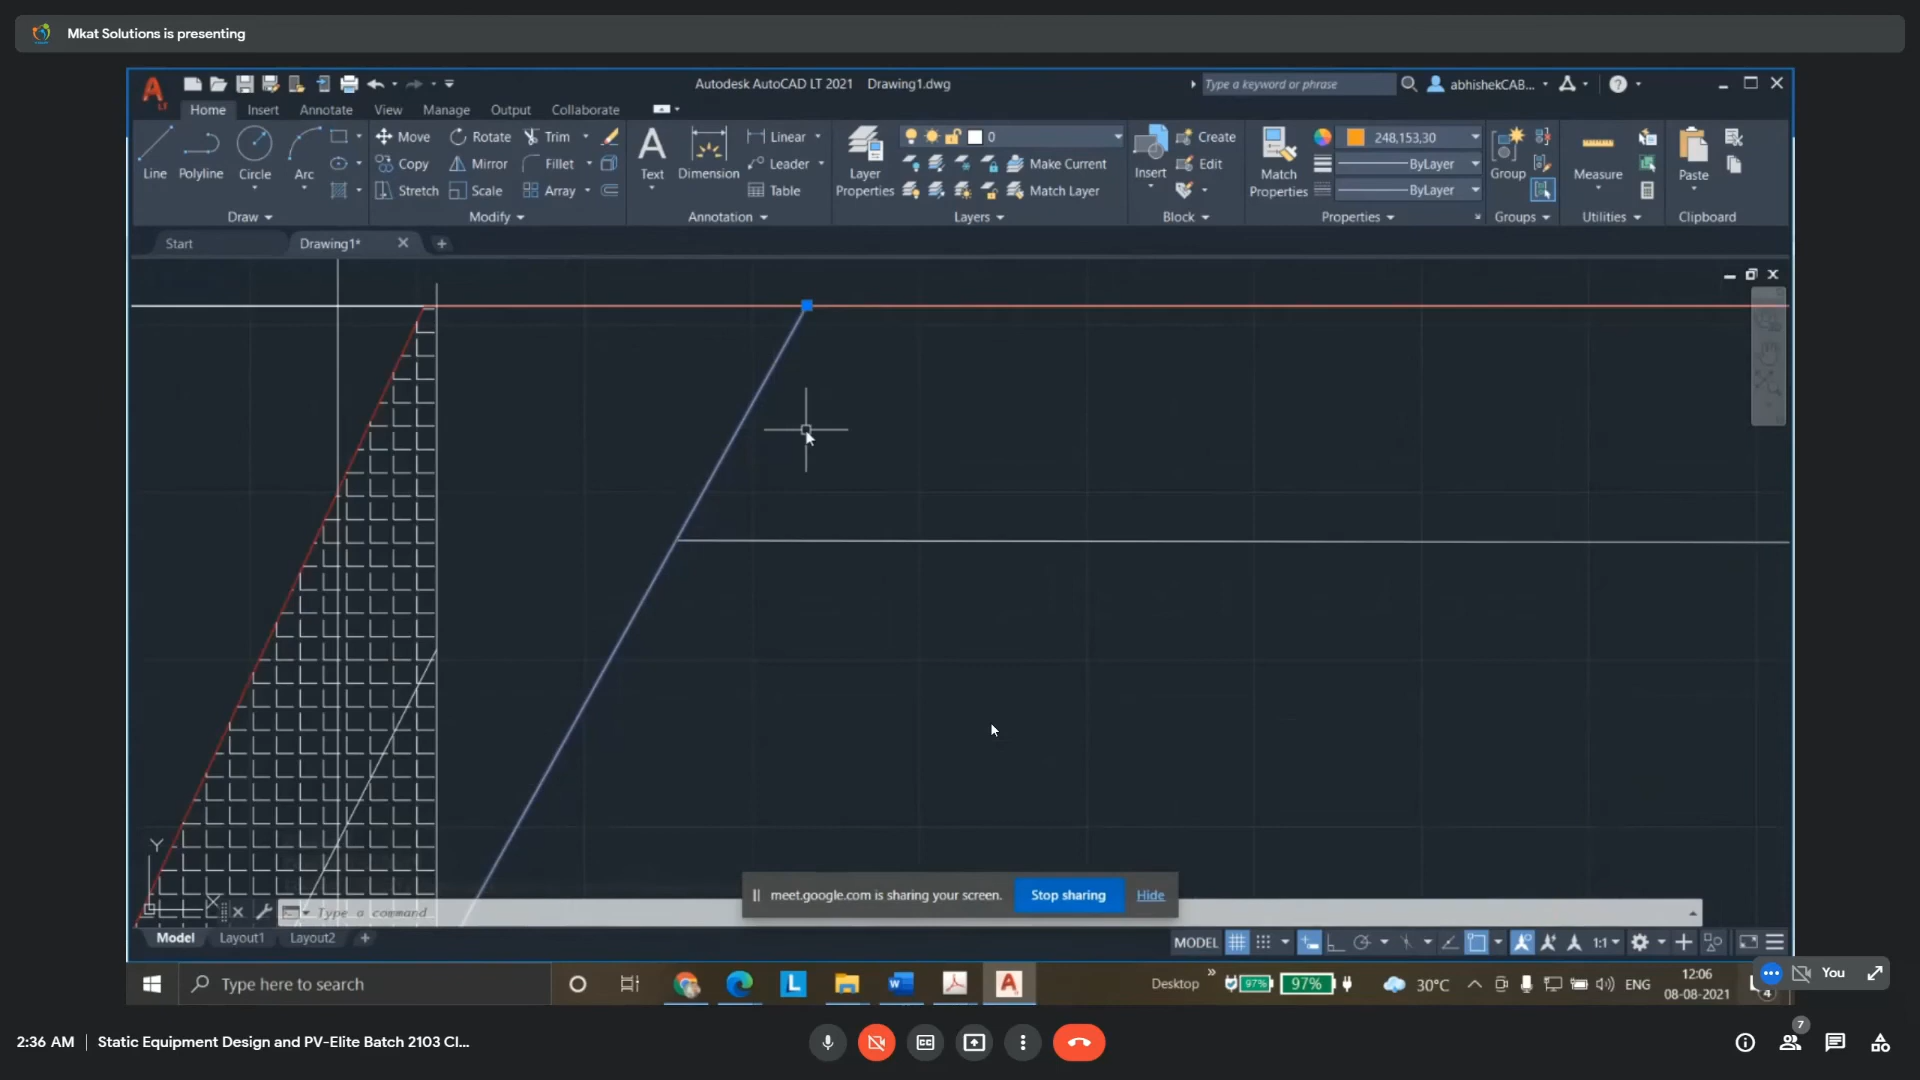 Mkat Solutions is presenting
Autodesk AutoCAD LT 2021 Drawing1.dwg
Type a keyword or phrase
abhishekCAB...
Home Insert Annotate View Manage Output Collaborate
Line Polyline Circle Arc
Move Rotate Trim
Copy Mirror Fillet
Stretch Scale Array
Text Dimension
Linear
Leader
Table
Layer Properties
0
Make Current
Match Layer
Insert
Create
Edit
Match Properties
248,153,30
ByLayer
ByLayer
Group
Measure
Paste
Draw Modify Annotation Layers Block Properties Groups Utilities Clipboard
Start Drawing1*
Y
X
Type a command
meet.google.com is sharing your screen. Stop sharing Hide
Model Layout1 Layout2
MODEL 1:1
Type here to search
Desktop 97% 97% 30°C ENG
12:06
08-08-2021
4
You
2:36 AM Static Equipment Design and PV-Elite Batch 2103 Cl...
7